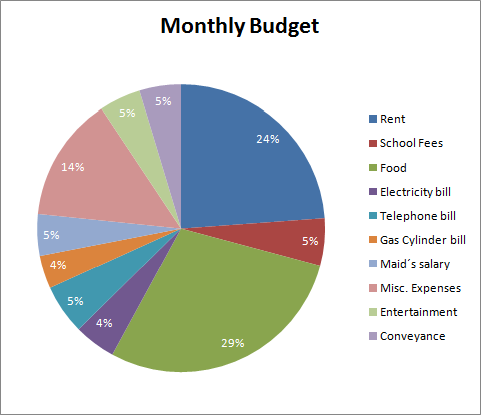 Monthly Budget
24%
5%
29%
4%
5%
4%
5%
14%
5%
5%
Rent
School Fees
Food
Electricity bill
Telephone bill
Gas Cylinder bill
Maid´s salary
Misc. Expenses
Entertainment
Conveyance